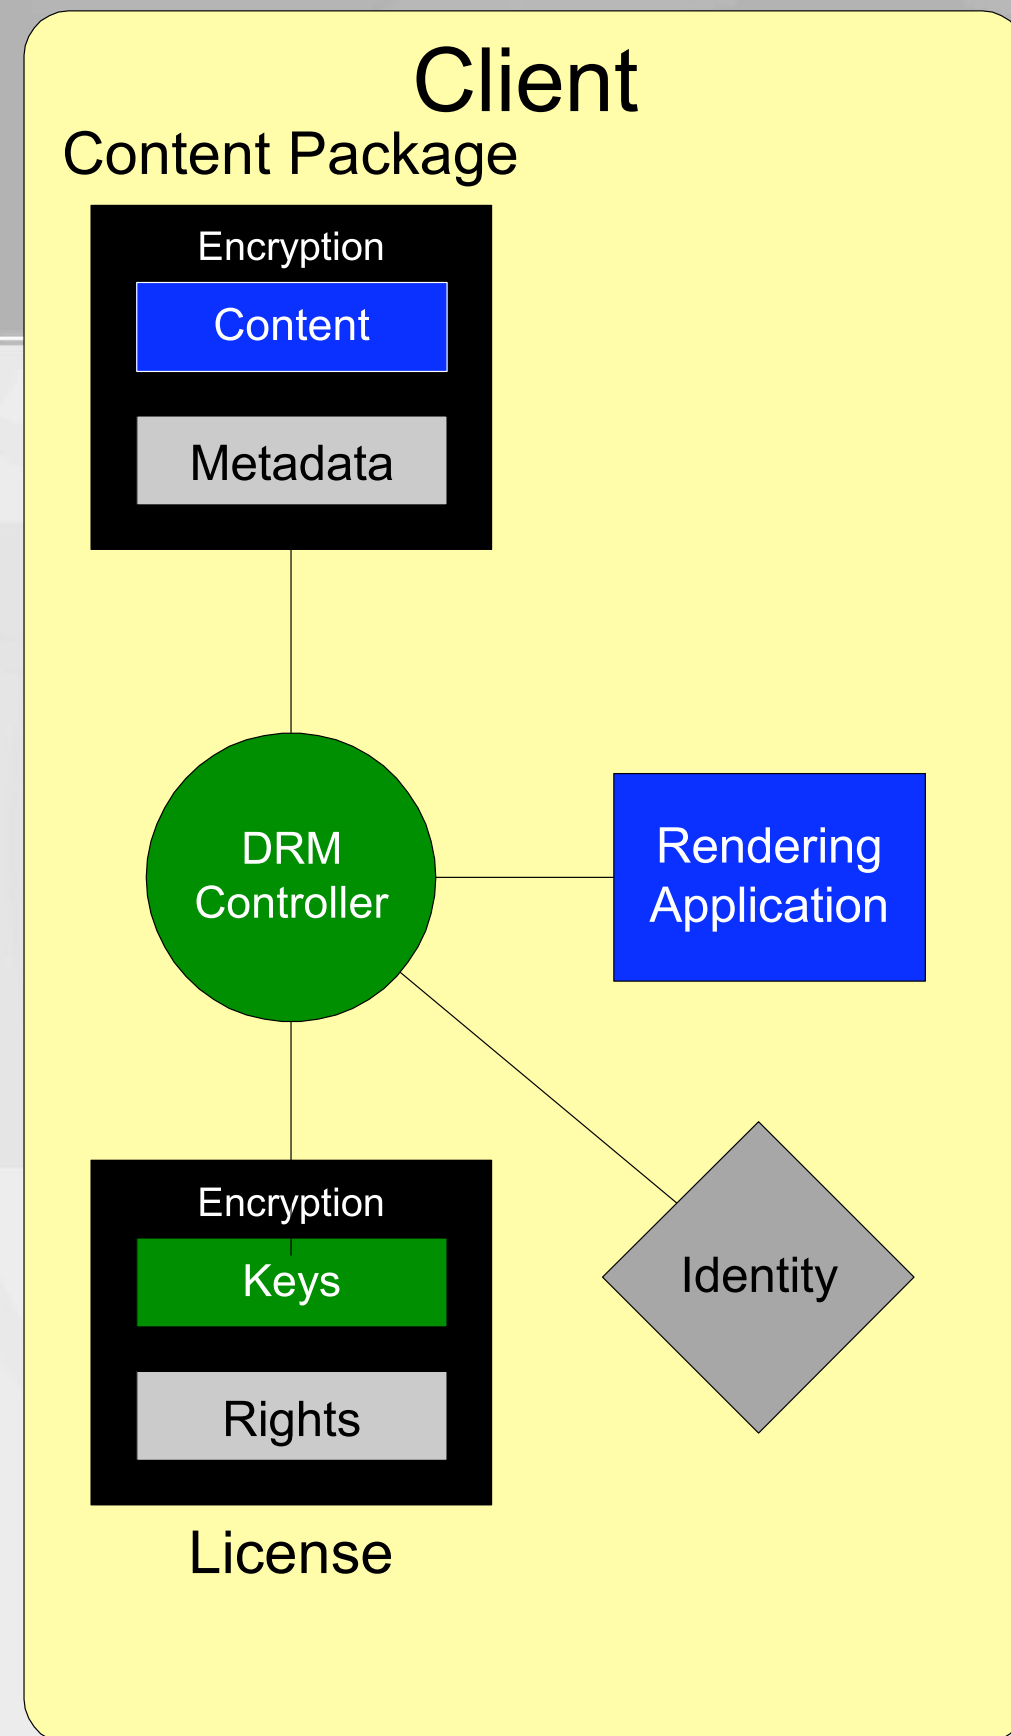 Client
Content Package
Encryption
Content
Metadata
DRM
Controller
Rendering
Application
Encryption
Keys
Rights
Identity
License